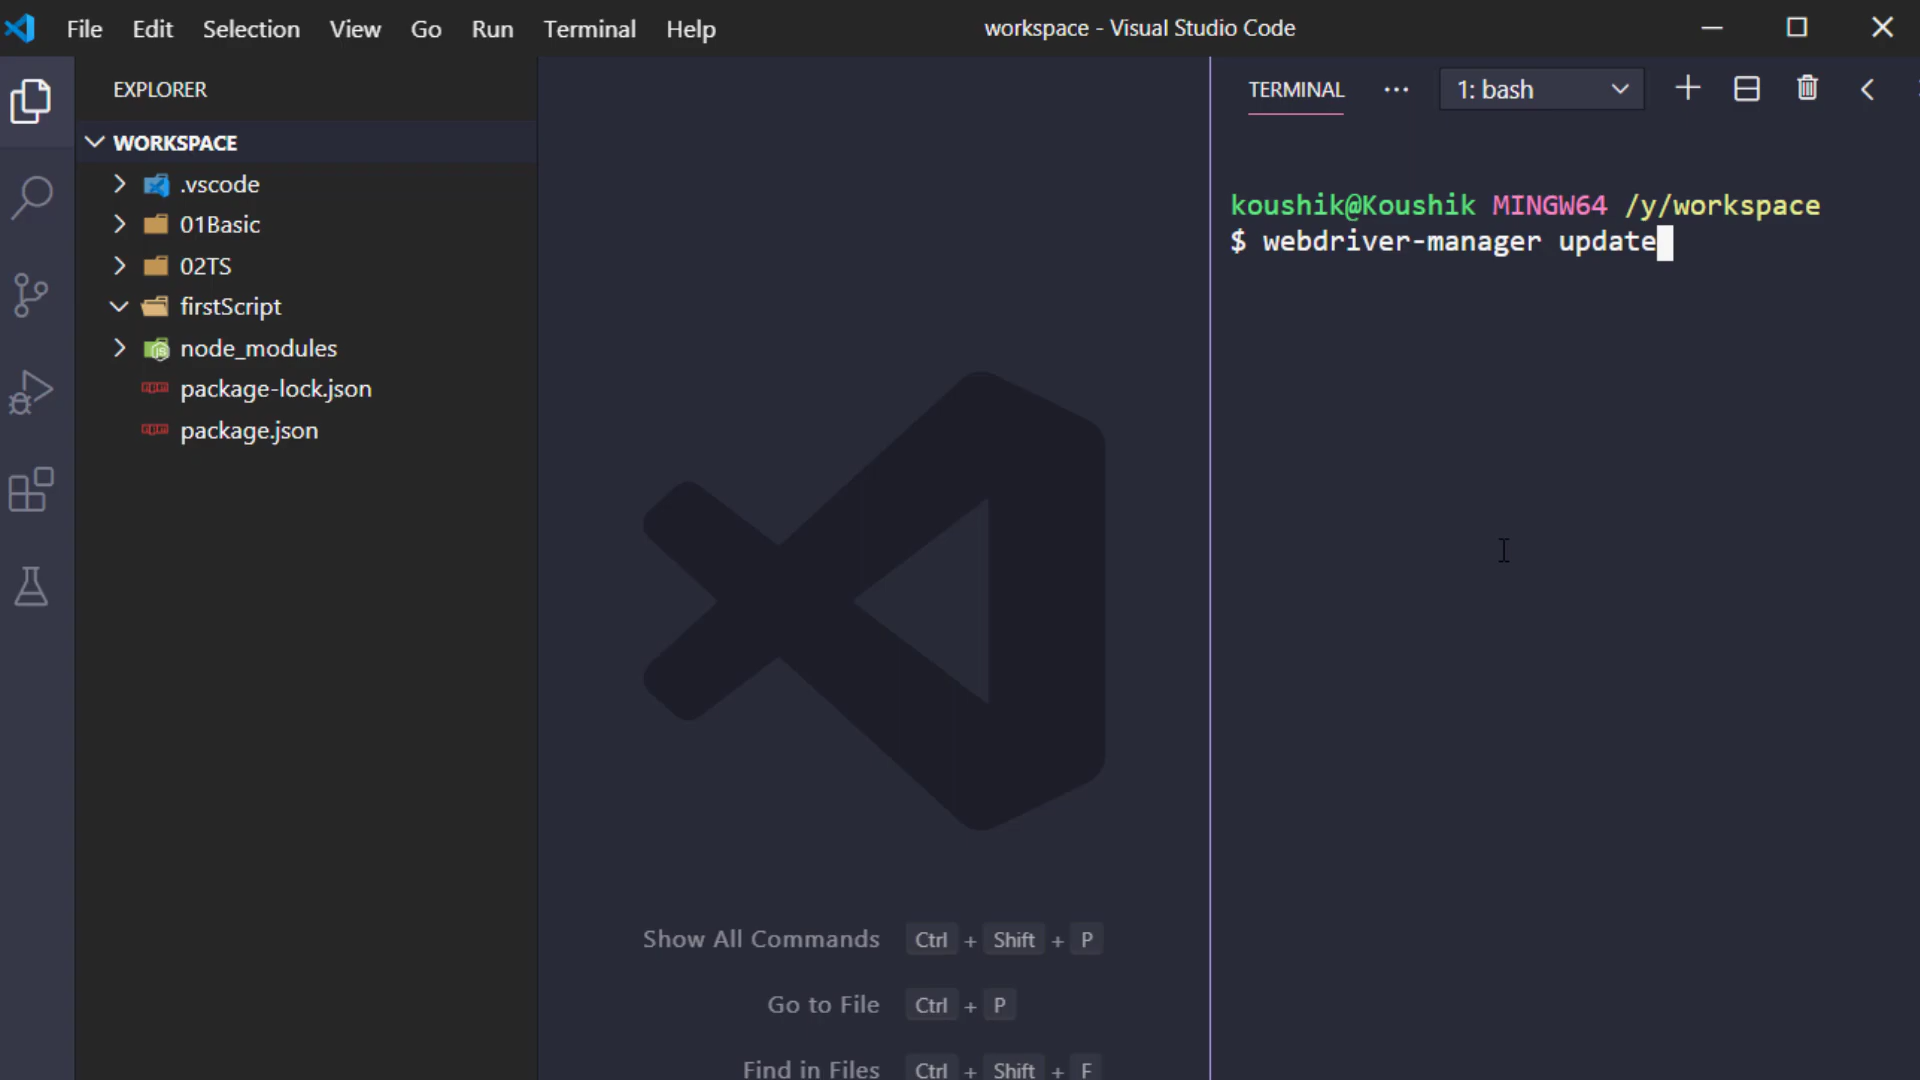 File Edit Selection View Go Run Terminal Help
workspace - Visual Studio Code
EXPLORER
WORKSPACE
.vscode
01Basic
02TS
firstScript
node_modules
package-lock.json
package.json
Show All Commands Ctrl + Shift + P
Go to File Ctrl + P
Find in Files Ctrl + Shift + F
TERMINAL ··· 1: bash
koushik@Koushik MINGW64 /y/workspace
$ webdriver-manager update